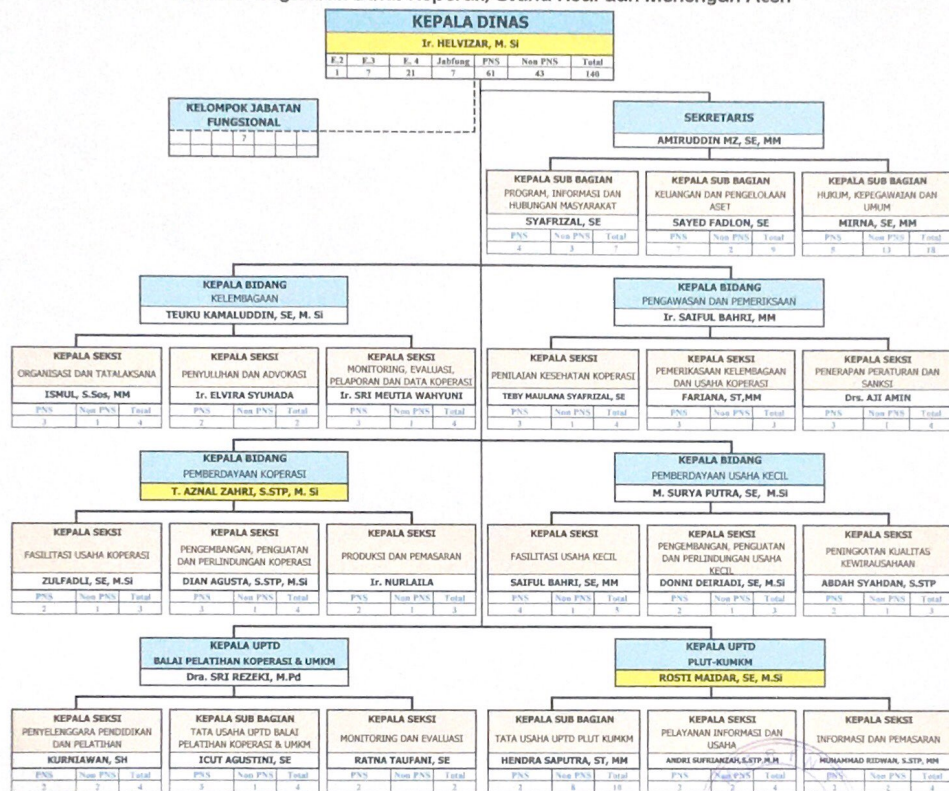 KEPALA DINAS
Ir. HELVIZAR, M. Si
E.2 E.3 E. 4 Jabfung PNS Non PNS Total
1 7 21 7 61 43 140
KELOMPOK JABATAN
FUNGSIONAL
7
SEKRETARIS
AMIRUDDIN MZ, SE, MM
KEPALA SUB BAGIAN
PROGRAM, INFORMASI DAN
HUBUNGAN MASYARAKAT
SYAFRIZAL, SE
PNS Non PNS Total
4 3 7
KEPALA SUB BAGIAN
KEUANGAN DAN PENGELOLAAN
ASET
SAYED FADLON, SE
PNS Non PNS Total
7 2 9
KEPALA SUB BAGIAN
HUKUM, KEPEGAWAIAN DAN
UMUM
MIRNA, SE, MM
PNS Non PNS Total
5 13 18
KEPALA BIDANG
KELEMBAGAAN
TEUKU KAMALUDDIN, SE, M. Si
KEPALA BIDANG
PENGAWASAN DAN PEMERIKSAAN
Ir. SAIFUL BAHRI, MM
KEPALA SEKSI
ORGANISASI DAN TATALAKSANA
ISMUL, S.Sos, MM
PNS Non PNS Total
3 1 4
KEPALA SEKSI
PENYULUHAN DAN ADVOKASI
Ir. ELVIRA SYUHADA
PNS Non PNS Total
2 2
KEPALA SEKSI
MONITORING, EVALUASI,
PELAPORAN DAN DATA KOPERASI
Ir. SRI MEUTIA WAHYUNI
PNS Non PNS Total
3 1 4
KEPALA SEKSI
PENILAIAN KESEHATAN KOPERASI
TEBY MAULANA SYAFRIZAL, SE
PNS Non PNS Total
3 1 4
KEPALA SEKSI
PEMERIKASAAN KELEMBAGAAN
DAN USAHA KOPERASI
FARIANA, ST,MM
PNS Non PNS Total
3 3
KEPALA SEKSI
PENERAPAN PERATURAN DAN
SANKSI
Drs. AJI AMIN
PNS Non PNS Total
3 1 4
KEPALA BIDANG
PEMBERDAYAAN KOPERASI
T. AZNAL ZAHRI, S.STP, M. Si
KEPALA BIDANG
PEMBERDAYAAN USAHA KECIL
M. SURYA PUTRA, SE, M.Si
KEPALA SEKSI
FASILITASI USAHA KOPERASI
ZULFADLI, SE, M.Si
PNS Non PNS Total
2 1 3
KEPALA SEKSI
PENGEMBANGAN, PENGUATAN
DAN PERLINDUNGAN KOPERASI
DIAN AGUSTA, S.STP, M.Si
PNS Non PNS Total
3 1 4
KEPALA SEKSI
PRODUKSI DAN PEMASARAN
Ir. NURLAILA
PNS Non PNS Total
2 1 3
KEPALA SEKSI
FASILITASI USAHA KECIL
SAIFUL BAHRI, SE, MM
PNS Non PNS Total
4 1 5
KEPALA SEKSI
PENGEMBANGAN, PENGUATAN
DAN PERLINDUNGAN USAHA
KECIL
DONNI DEIRIADI, SE, M.Si
PNS Non PNS Total
2 1 3
KEPALA SEKSI
PENINGKATAN KUALITAS
KEWIRAUSAHAAN
ABDAH SYAHDAN, S.STP
PNS Non PNS Total
2 1 3
KEPALA UPTD
BALAI PELATIHAN KOPERASI & UMKM
Dra. SRI REZEKI, M.Pd
KEPALA UPTD
PLUT-KUMKM
ROSTI MAIDAR, SE, M.Si
KEPALA SEKSI
PENYELENGGARA PENDIDIKAN
DAN PELATIHAN
KURNIAWAN, SH
PNS Non PNS Total
2 2 4
KEPALA SUB BAGIAN
TATA USAHA UPTD BALAI
PELATIHAN KOPERASI & UMKM
ICUT AGUSTINI, SE
PNS Non PNS Total
3 1 4
KEPALA SEKSI
MONITORING DAN EVALUASI
RATNA TAUFANI, SE
PNS Non PNS Total
2 2
KEPALA SUB BAGIAN
TATA USAHA UPTD PLUT KUMKM
HENDRA SAPUTRA, ST, MM
PNS Non PNS Total
2 8 10
KEPALA SEKSI
PELAYANAN INFORMASI DAN
USAHA
ANDRI SUFRIANZAH, S.STP, M.M
PNS Non PNS Total
2 2 4
KEPALA SEKSI
INFORMASI DAN PEMASARAN
MUHAMMAD RIDWAN, S.STP, MM
PNS Non PNS Total
2 2 4